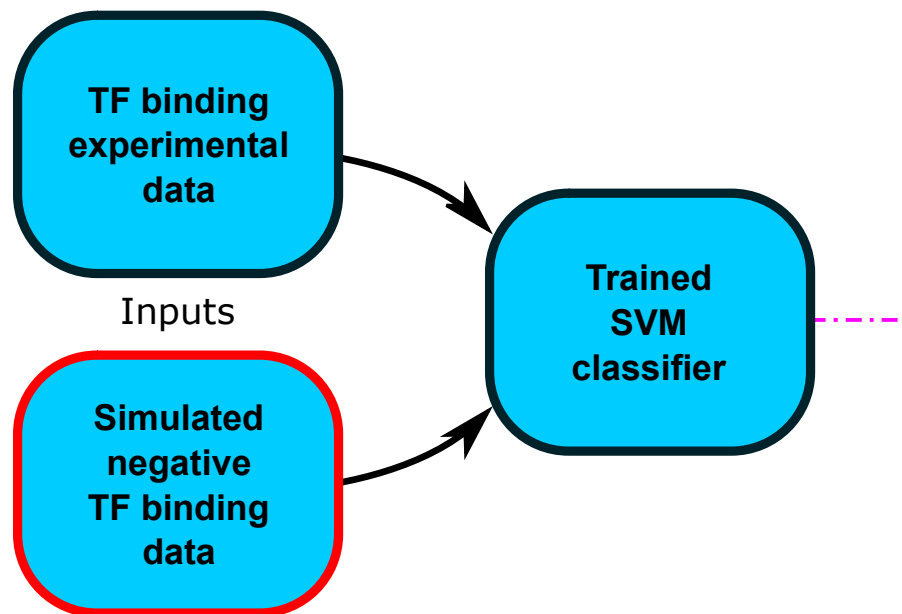 TF binding
experimental
data
Inputs
Simulated
negative
TF binding
data
Trained
SVM
classifier